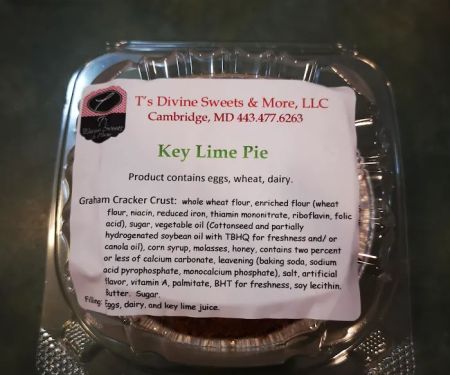 T's Divine Sweets & More, LLC
Cambridge, MD 443.477.6263
T's
Divine Sweets
& More
Key Lime Pie
Product contains eggs, wheat, dairy.
Graham Cracker Crust: whole wheat flour, enriched flour (wheat
flour, niacin, reduced iron, thiamin mononitrate, riboflavin, folic
acid), sugar, vegetable oil (Cottonseed and partially
hydrogenated soybean oil with TBHQ for freshness and/ or
canola oil), corn syrup, molasses, honey, contains two percent
or less of calcium carbonate, leavening (baking soda, sodium
acid pyrophosphate, monocalcium phosphate), salt, artificial
flavor, vitamin A, palmitate, BHT for freshness, soy lecithin.
Butter. Sugar.
Filling: Eggs, dairy, and key lime juice.